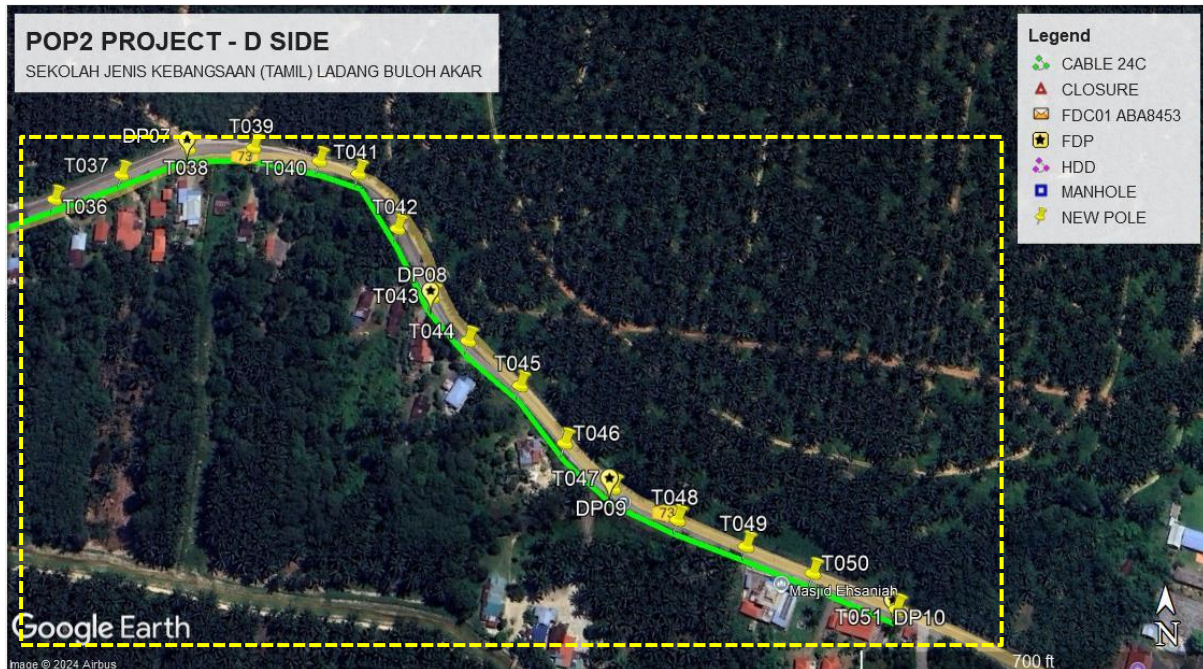 POP2 PROJECT - D SIDE
SEKOLAH JENIS KEBANGSAAN (TAMIL) LADANG BULOH AKAR
Legend
CABLE 24C
CLOSURE
FDC01 ABA8453
FDP
HDD
MANHOLE
NEW POLE
DP07
T039
T037
T038
73
T040
T041
T036
T042
DP08
T043
T044
T045
T046
T047
DP09
T048
73
T049
T050
Masjid Ehsaniah
T051
DP10
Google Earth
Image © 2024 Airbus
700 ft
N